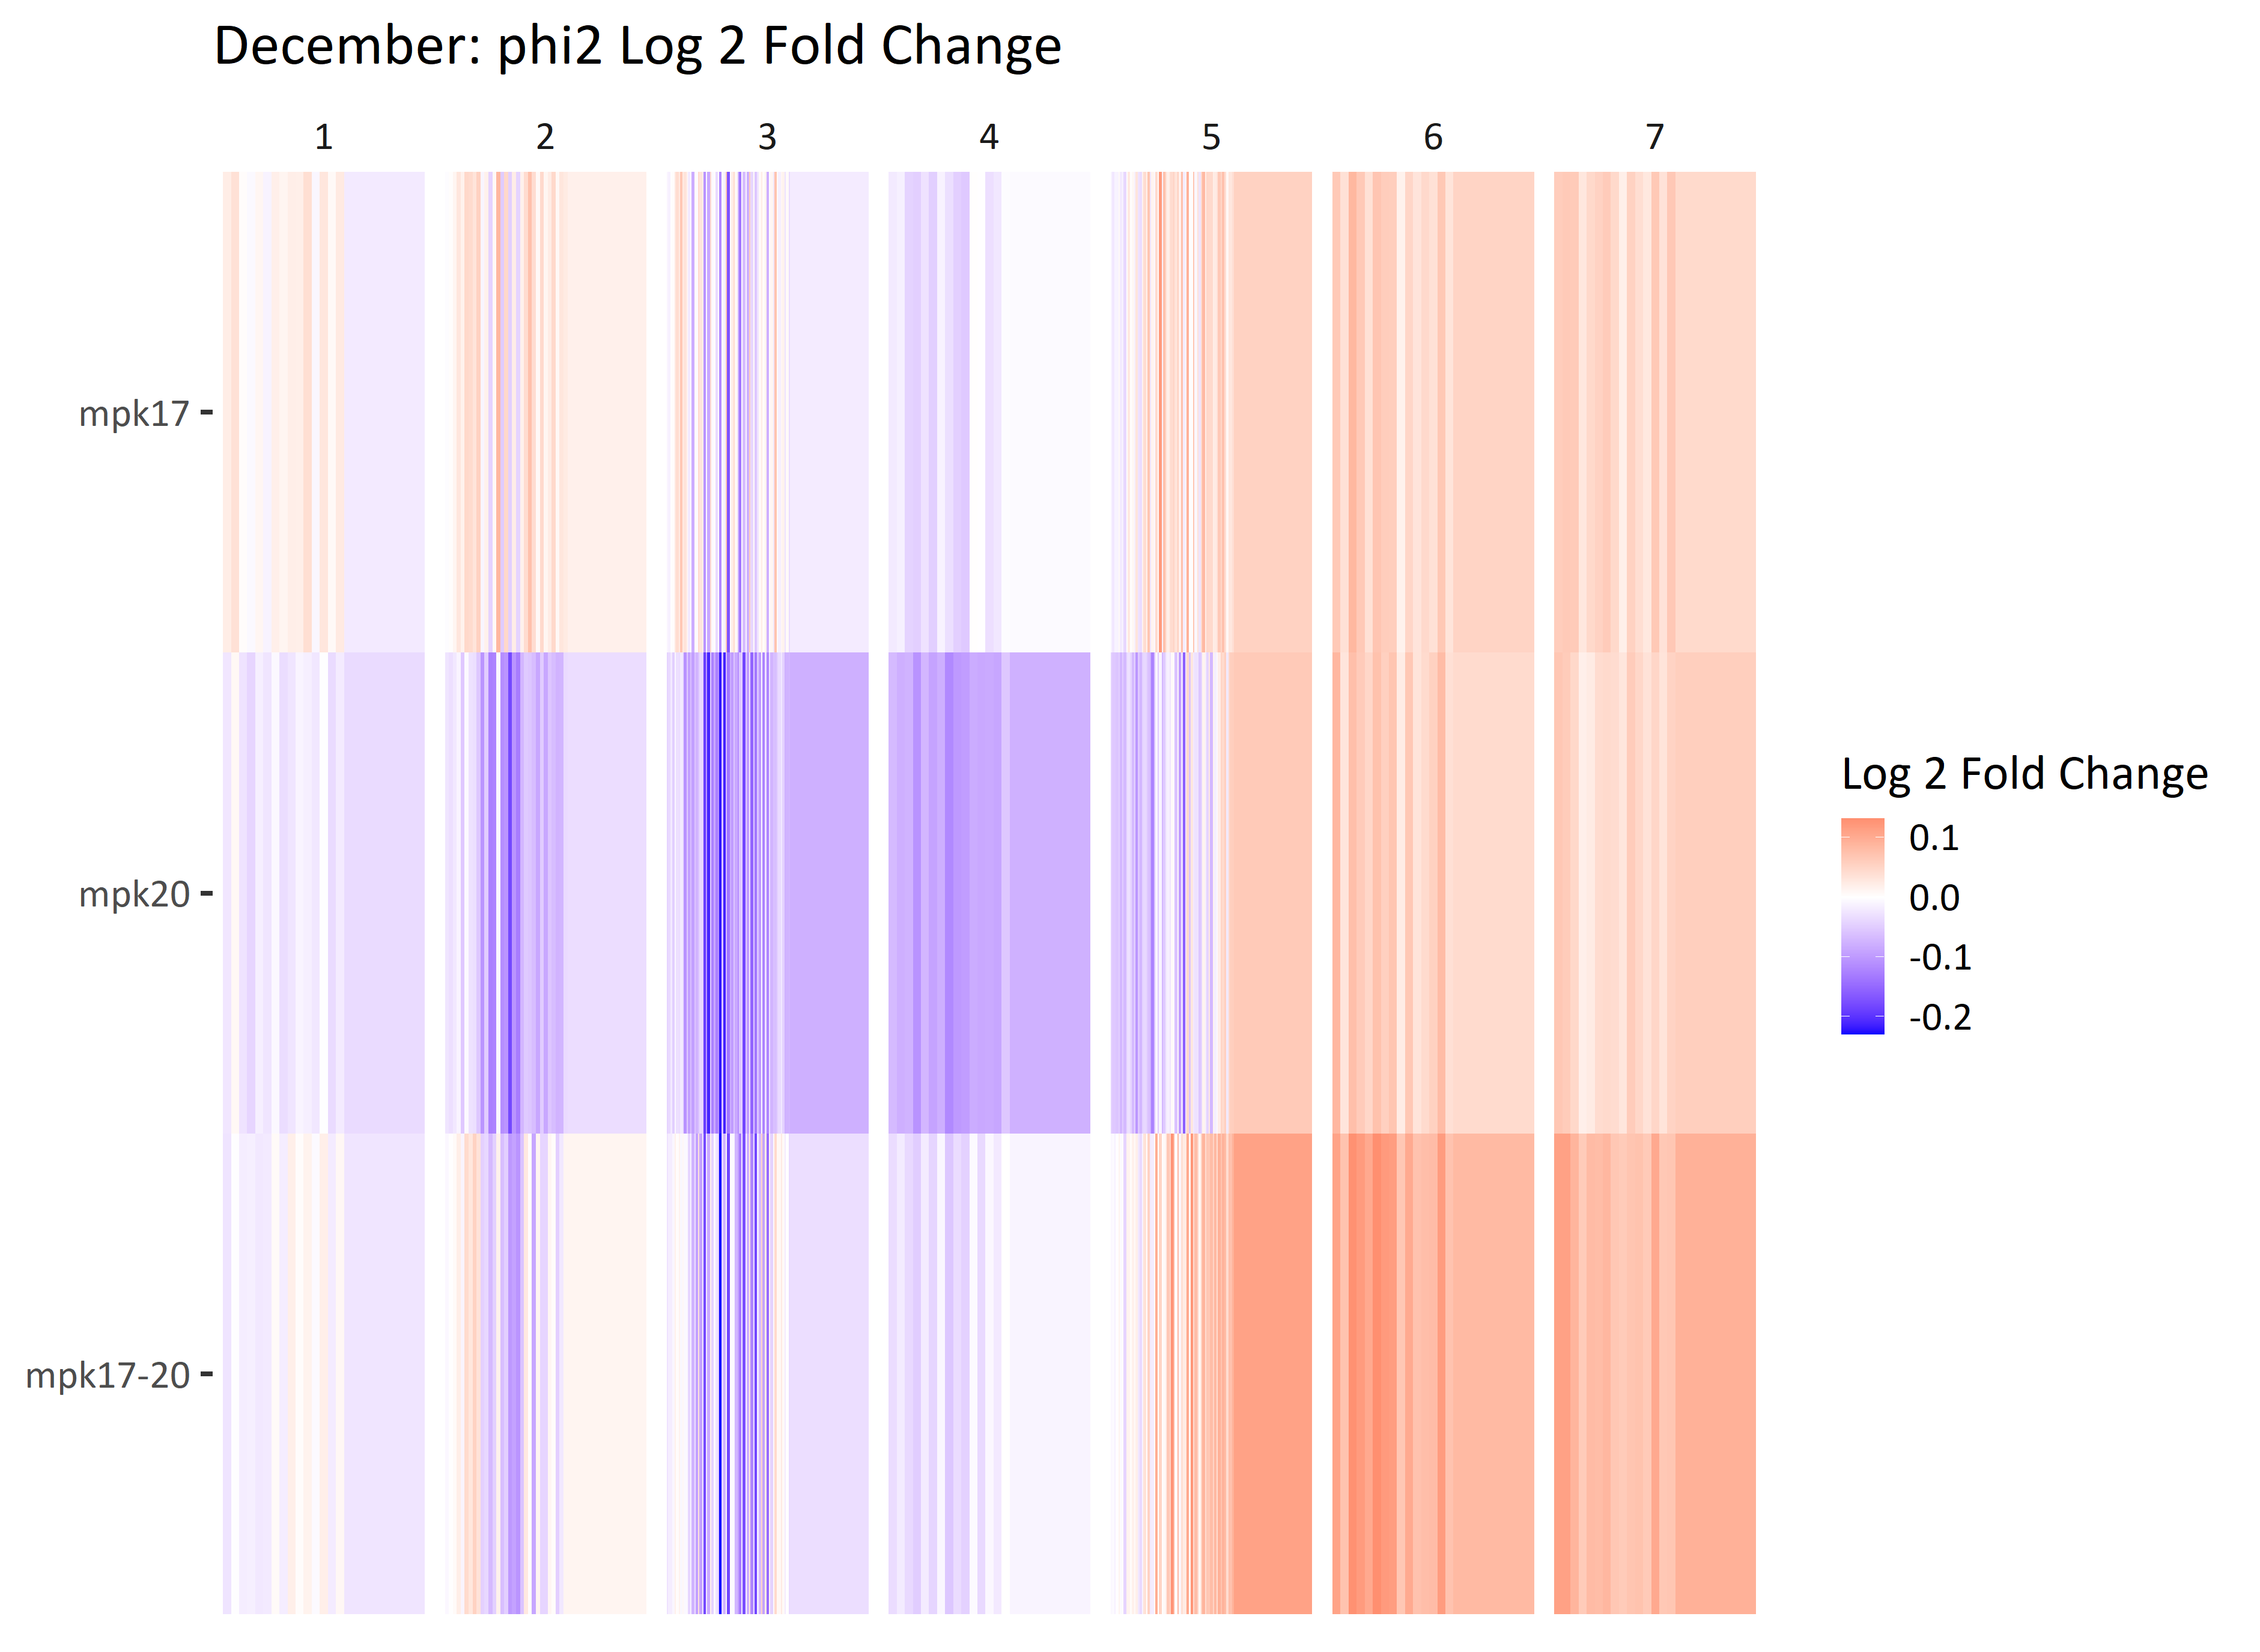 December: phi2 Log 2 Fold Change
1 2 3 4 5 6 7
mpk17
mpk20
mpk17-20
Log 2 Fold Change
0.1
0.0
-0.1
-0.2